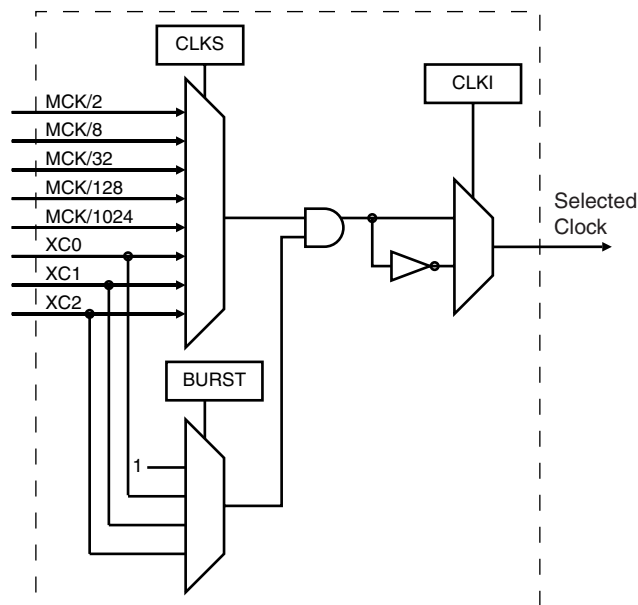 CLKS
CLKI
MCK/2
MCK/8
MCK/32
MCK/128
MCK/1024
XC0
XC1
XC2
Selected
Clock
BURST
1